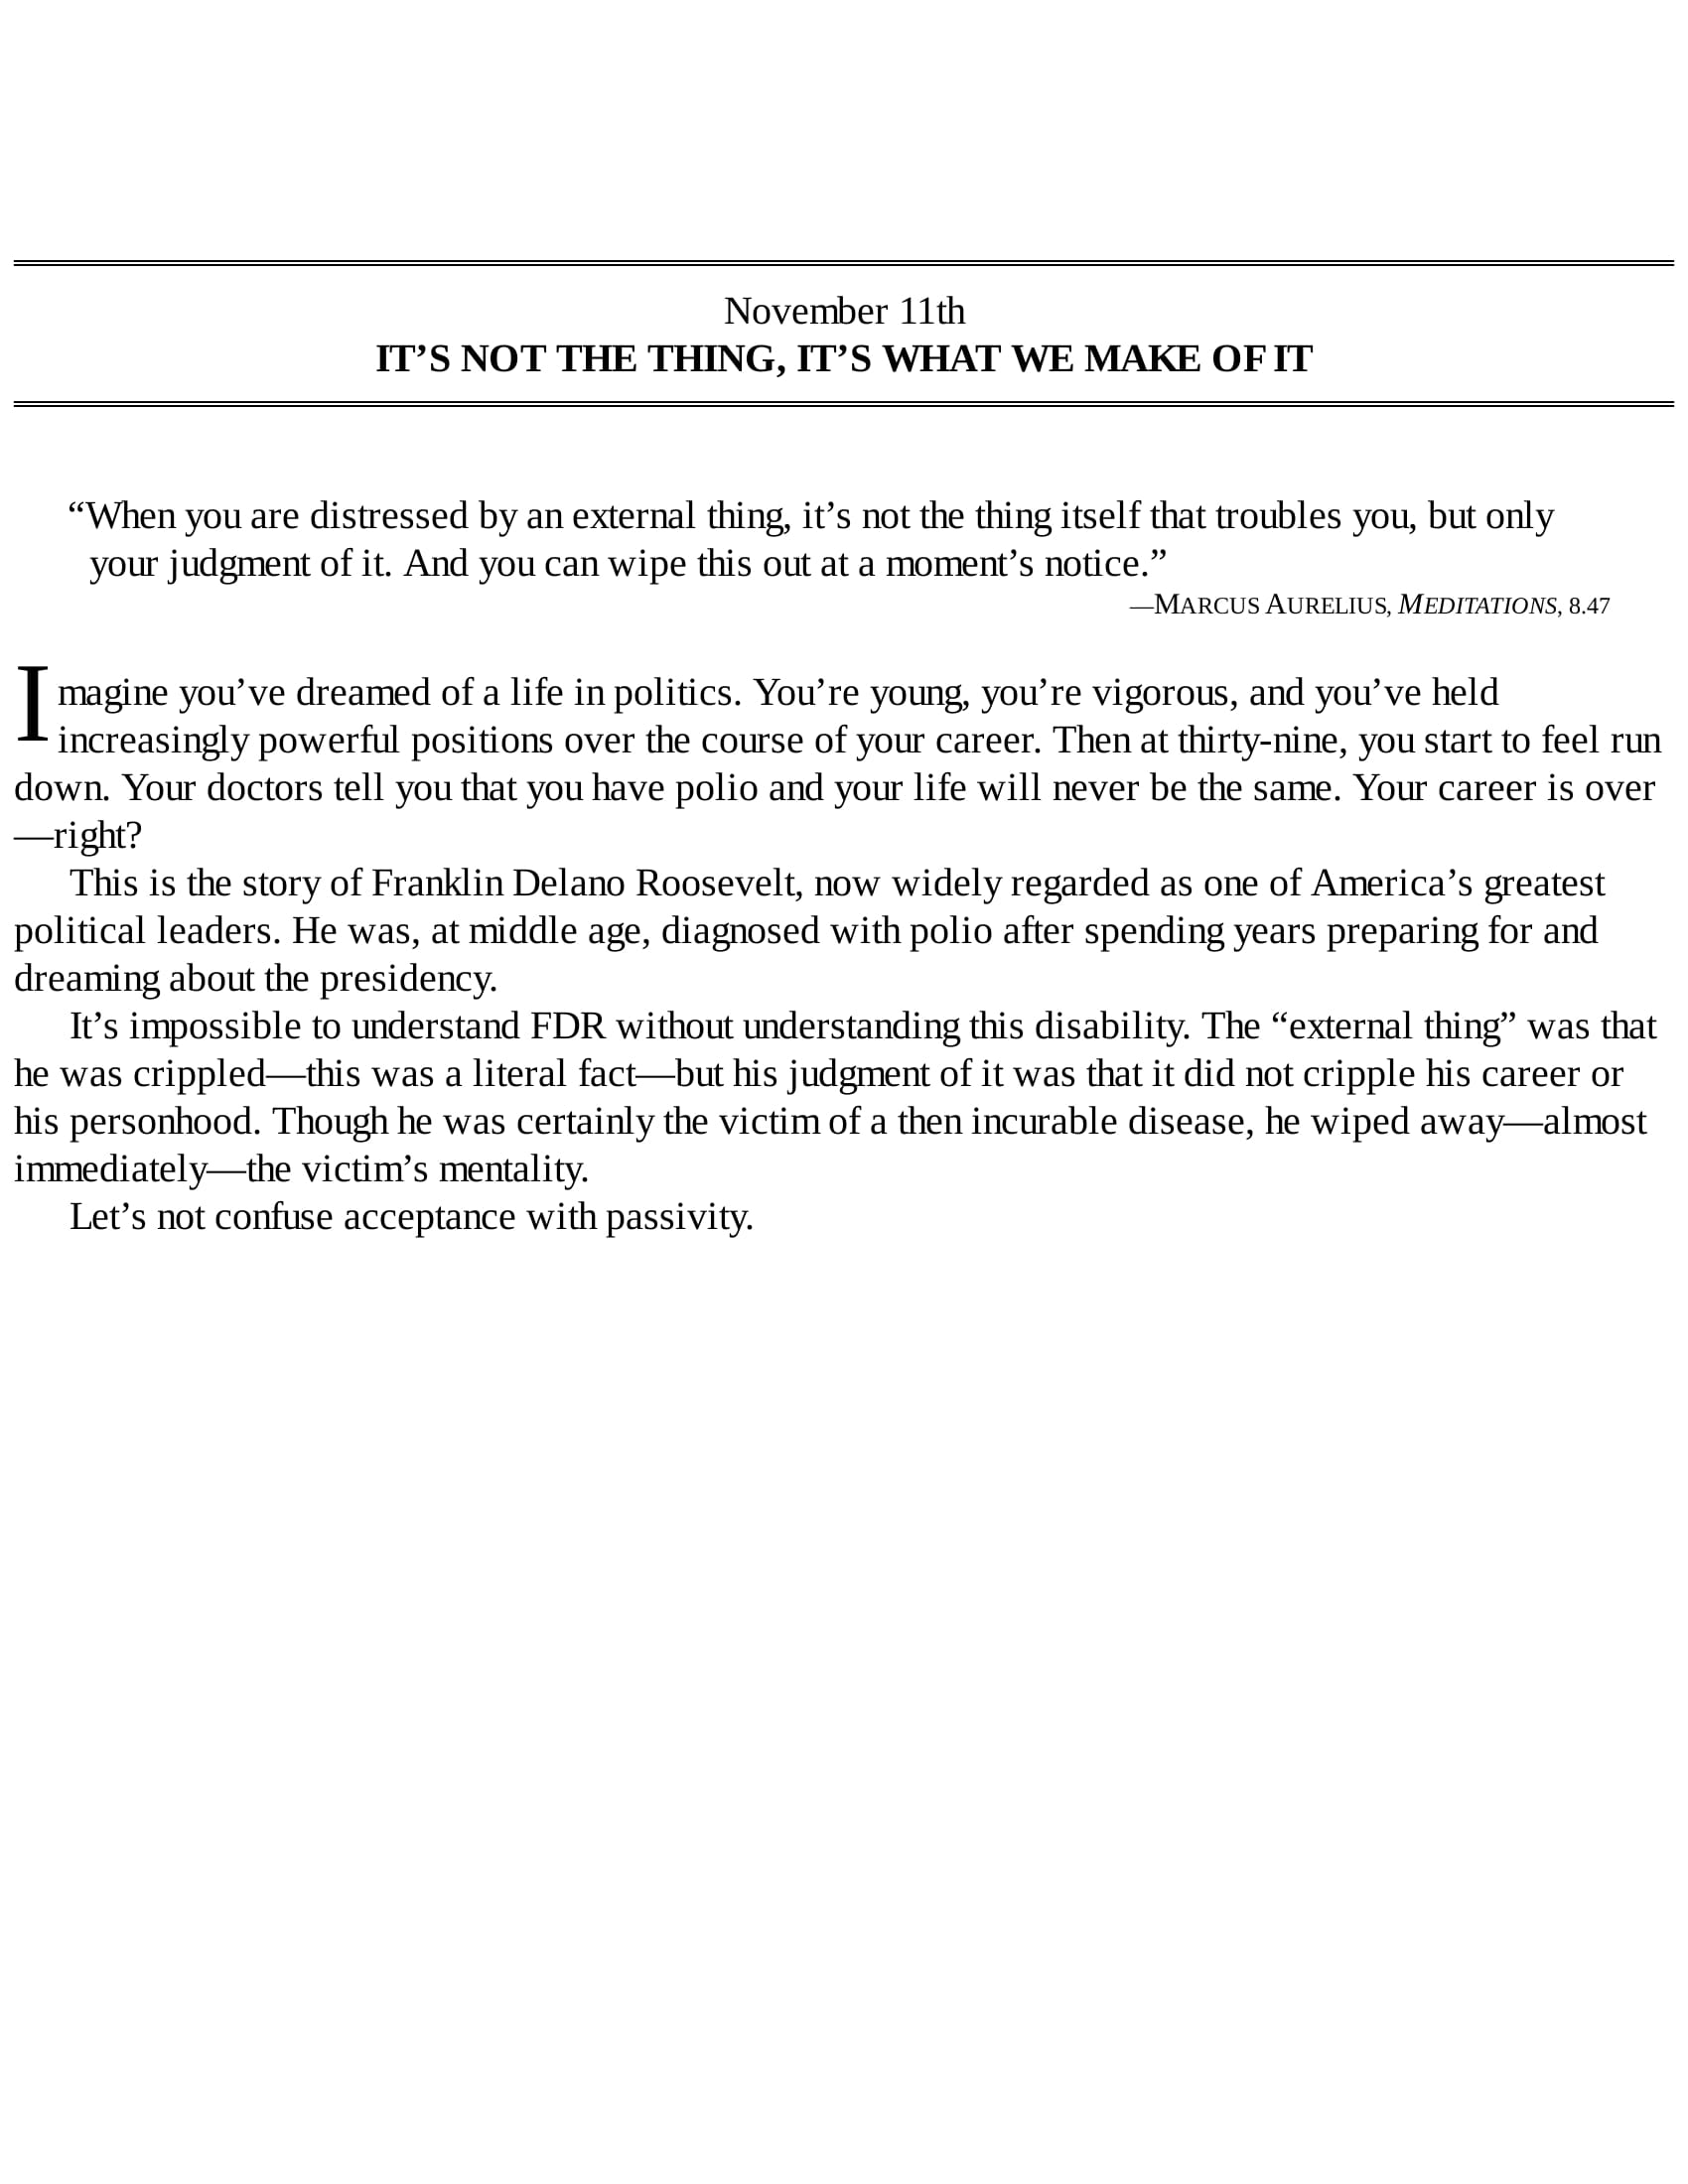 November 11th
IT’S NOT THE THING, IT’S WHAT WE MAKE OF IT
“When you are distressed by an external thing, it’s not the thing itself that troubles you, but only
your judgment of it. And you can wipe this out at a moment’s notice.”
—MARCUS AURELIUS, MEDITATIONS, 8.47
Imagine you’ve dreamed of a life in politics. You’re young, you’re vigorous, and you’ve held
increasingly powerful positions over the course of your career. Then at thirty-nine, you start to feel run
down. Your doctors tell you that you have polio and your life will never be the same. Your career is over
—right?
This is the story of Franklin Delano Roosevelt, now widely regarded as one of America’s greatest
political leaders. He was, at middle age, diagnosed with polio after spending years preparing for and
dreaming about the presidency.
It’s impossible to understand FDR without understanding this disability. The “external thing” was that
he was crippled—this was a literal fact—but his judgment of it was that it did not cripple his career or
his personhood. Though he was certainly the victim of a then incurable disease, he wiped away—almost
immediately—the victim’s mentality.
Let’s not confuse acceptance with passivity.